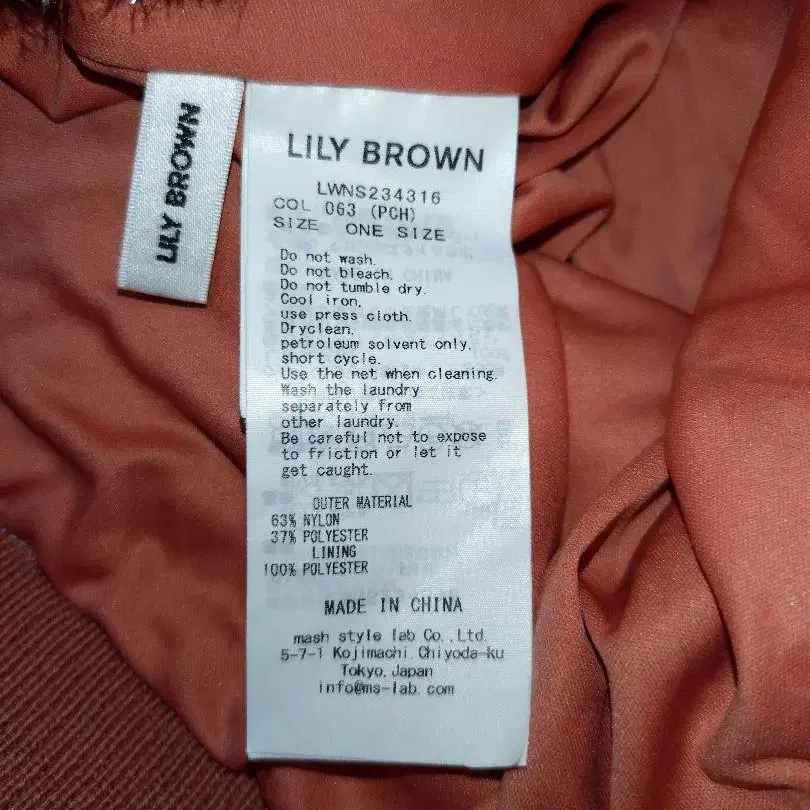 LILY BROWN
LILY BROWN
LWNS234316
COL 063 (PCH)
SIZE ONE SIZE
Do not wash.
Do not bleach.
Do not tumble dry.
Cool iron,
use press cloth.
Dryclean.
petroleum solvent only.
short cycle.
Use the net when cleaning.
Wash the laundry
separately from
other laundry.
Be careful not to expose
to friction or let it
get caught.
OUTER MATERIAL
63% NYLON
37% POLYESTER
LINING
100% POLYESTER
MADE IN CHINA
mash style lab Co.,Ltd.
5-7-1 Kojimachi Chiyoda-ku
Tokyo, Japan
info@ms-lab.com